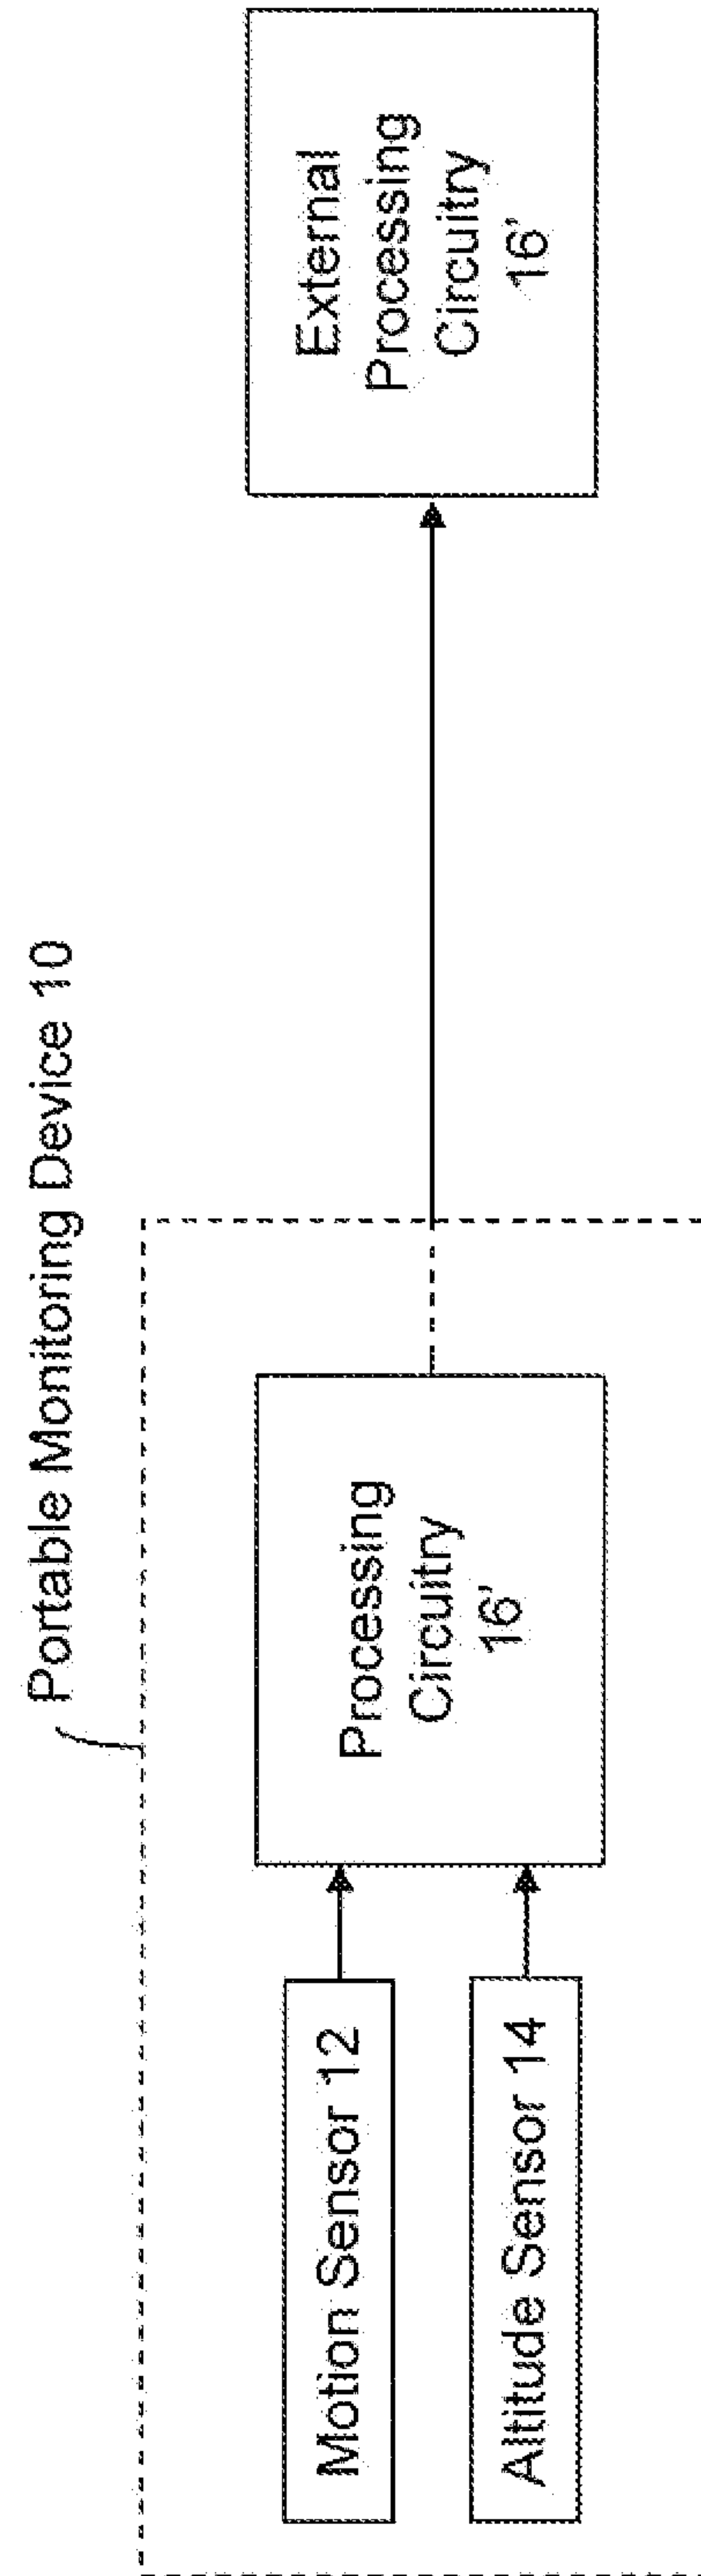 Portable Monitoring Device 10
Motion Sensor 12
Altitude Sensor 14
Processing
Circuitry
16'
External
Processing
Circuitry
16'